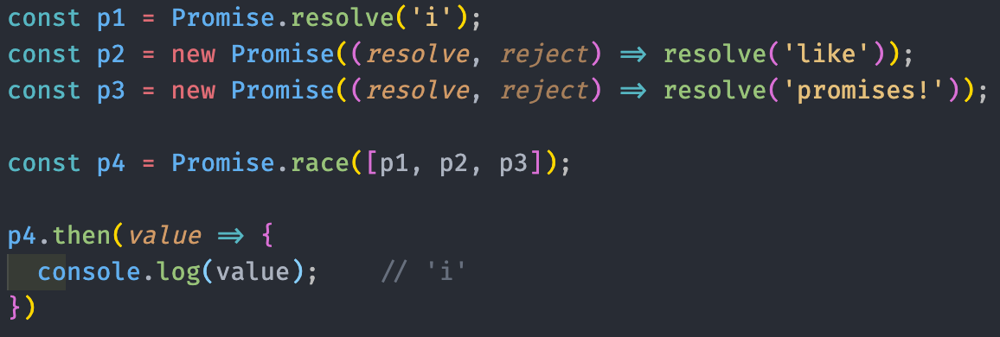 const p1 = Promise.resolve('i');
const p2 = new Promise((resolve, reject) => resolve('like'));
const p3 = new Promise((resolve, reject) => resolve('promises!'));

const p4 = Promise.race([p1, p2, p3]);

p4.then(value => {
  console.log(value);    // 'i'
})